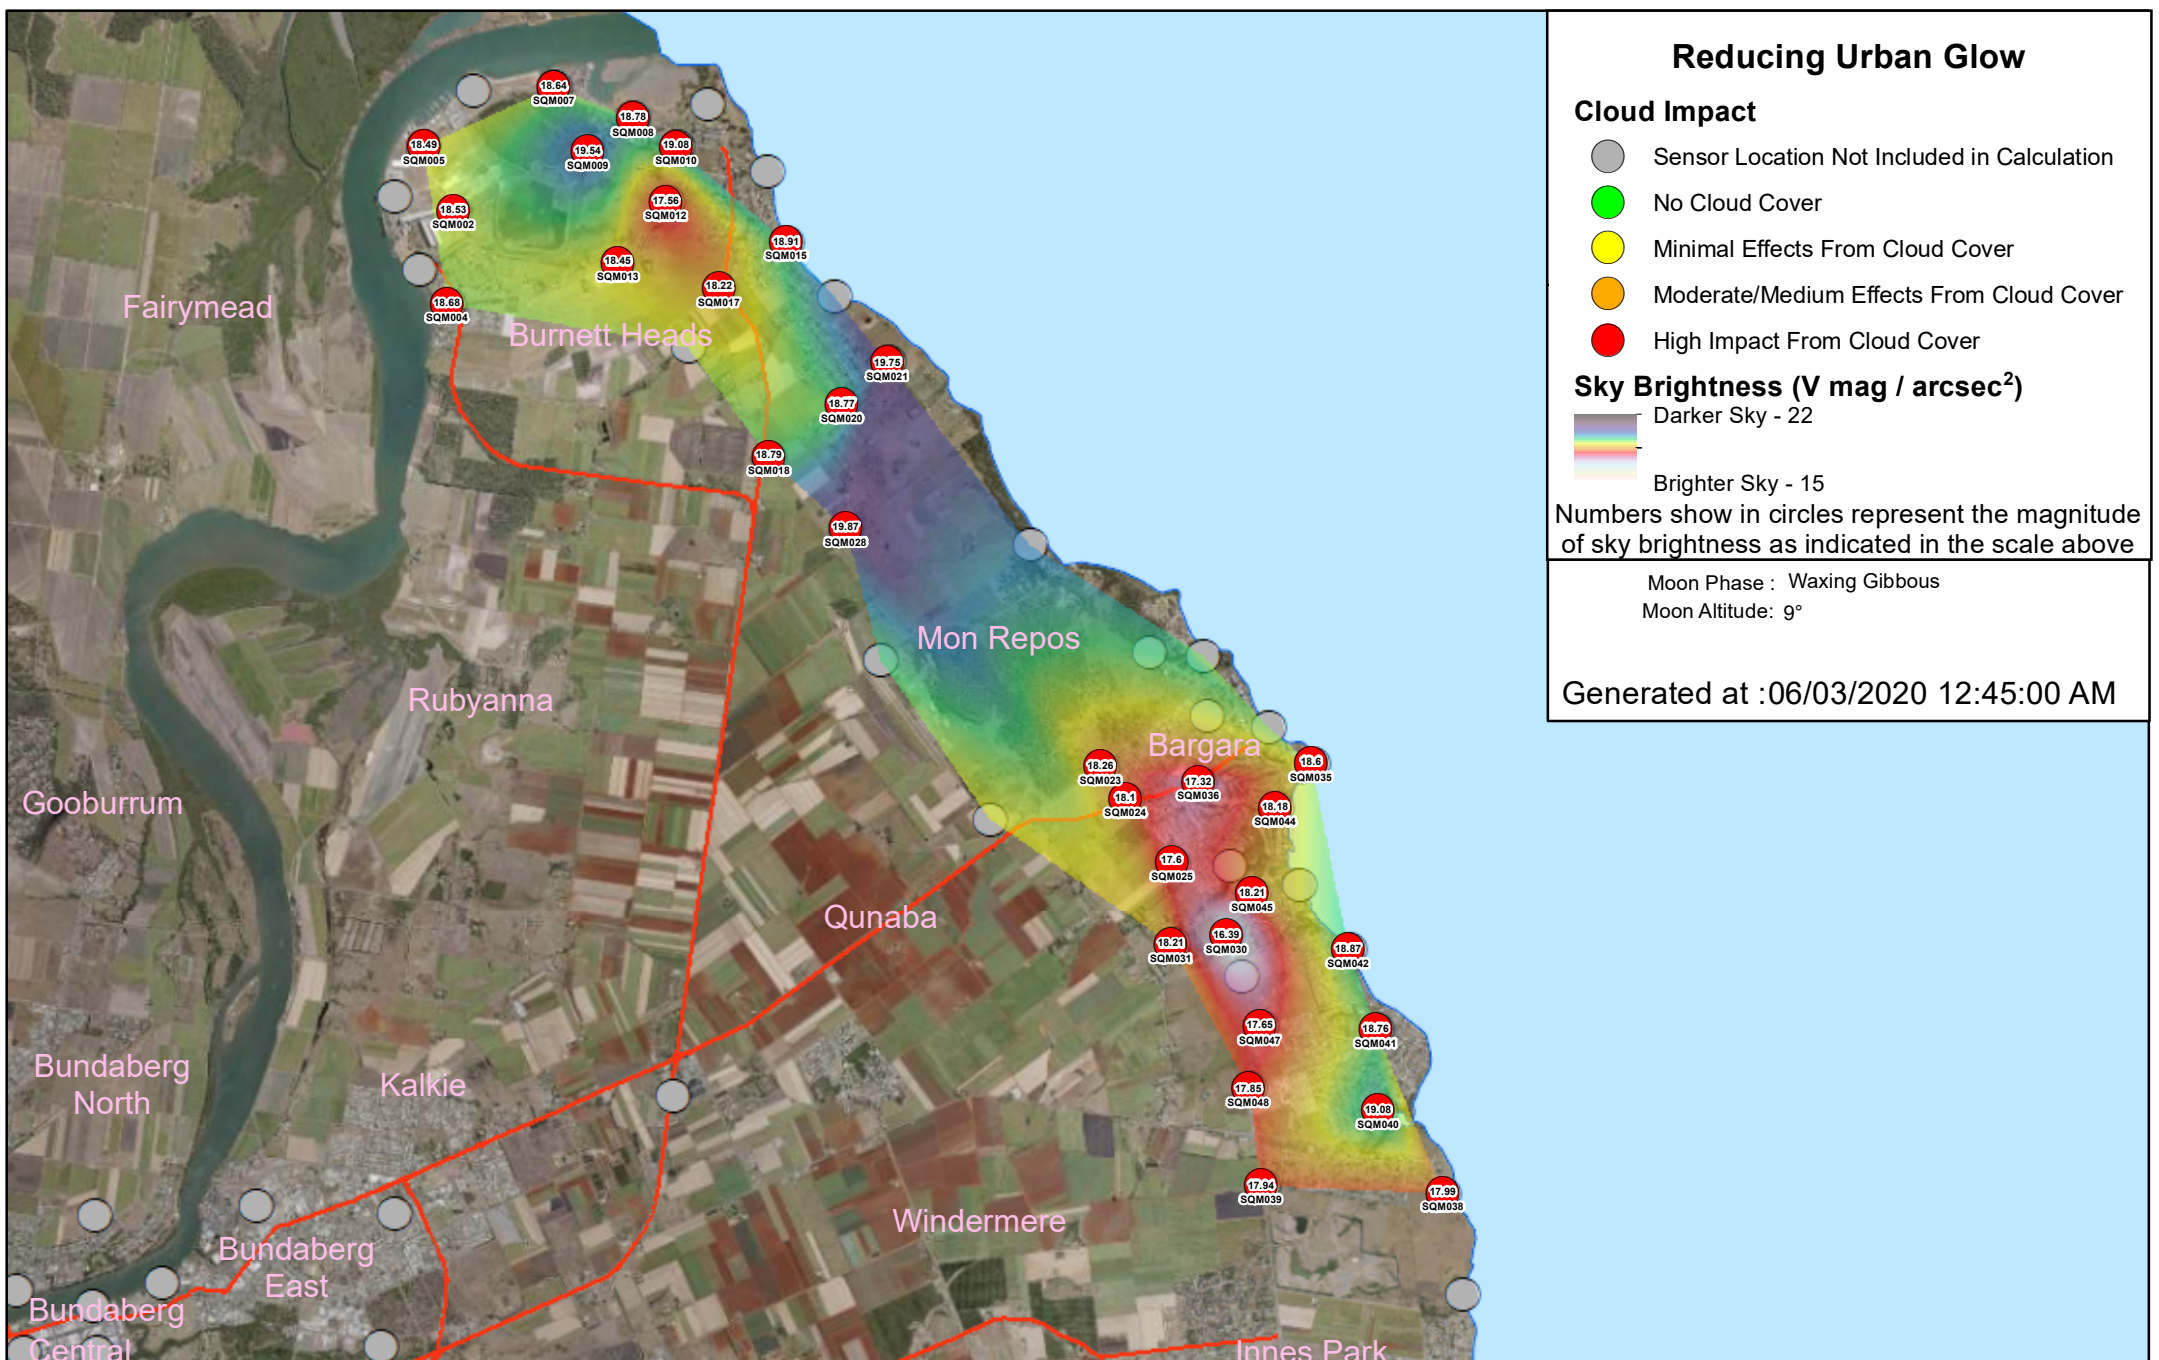 Reducing Urban Glow
Cloud Impact
Sensor Location Not Included in Calculation
No Cloud Cover
Minimal Effects From Cloud Cover
Moderate/Medium Effects From Cloud Cover
High Impact From Cloud Cover
Sky Brightness (V mag / arcsec²)
Darker Sky - 22
Brighter Sky - 15
Numbers show in circles represent the magnitude
of sky brightness as indicated in the scale above
Moon Phase : Waxing Gibbous
Moon Altitude: 9°
Generated at :06/03/2020 12:45:00 AM
18.64
SQM007
18.78
SQM008
18.49
SQM005
19.54
SQM009
19.08
SQM010
18.53
SQM002
17.56
SQM012
18.91
SQM015
18.45
SQM013
18.22
SQM017
18.68
SQM004
Fairymead
Burnett Heads
19.75
SQM021
18.77
SQM020
18.79
SQM018
19.87
SQM028
Mon Repos
Rubyanna
Bargara
18.26
SQM023
18.1
SQM024
17.32
SQM036
18.6
SQM035
18.18
SQM044
Gooburrum
17.6
SQM025
18.21
SQM045
Qunaba
18.21
SQM031
16.39
SQM030
18.87
SQM042
17.65
SQM047
18.76
SQM041
Bundaberg
North
Kalkie
17.85
SQM048
19.08
SQM040
17.94
SQM039
17.99
SQM038
Windermere
Bundaberg
East
Bundaberg
Central
Innes Park